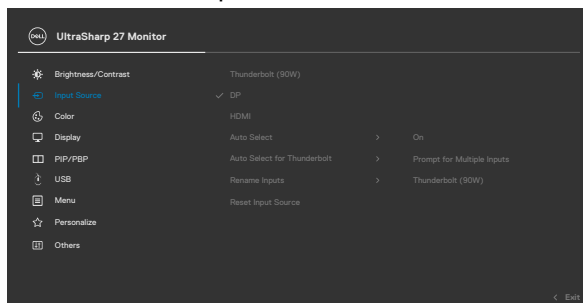 DELL UltraSharp 27 Monitor
Brightness/Contrast Thunderbolt (90W)
Input Source ✓ DP
Color HDMI
Display Auto Select > On
PIP/PBP Auto Select for Thunderbolt > Prompt for Multiple Inputs
USB Rename Inputs > Thunderbolt (90W)
Menu Reset Input Source
Personalize
Others
< Exit